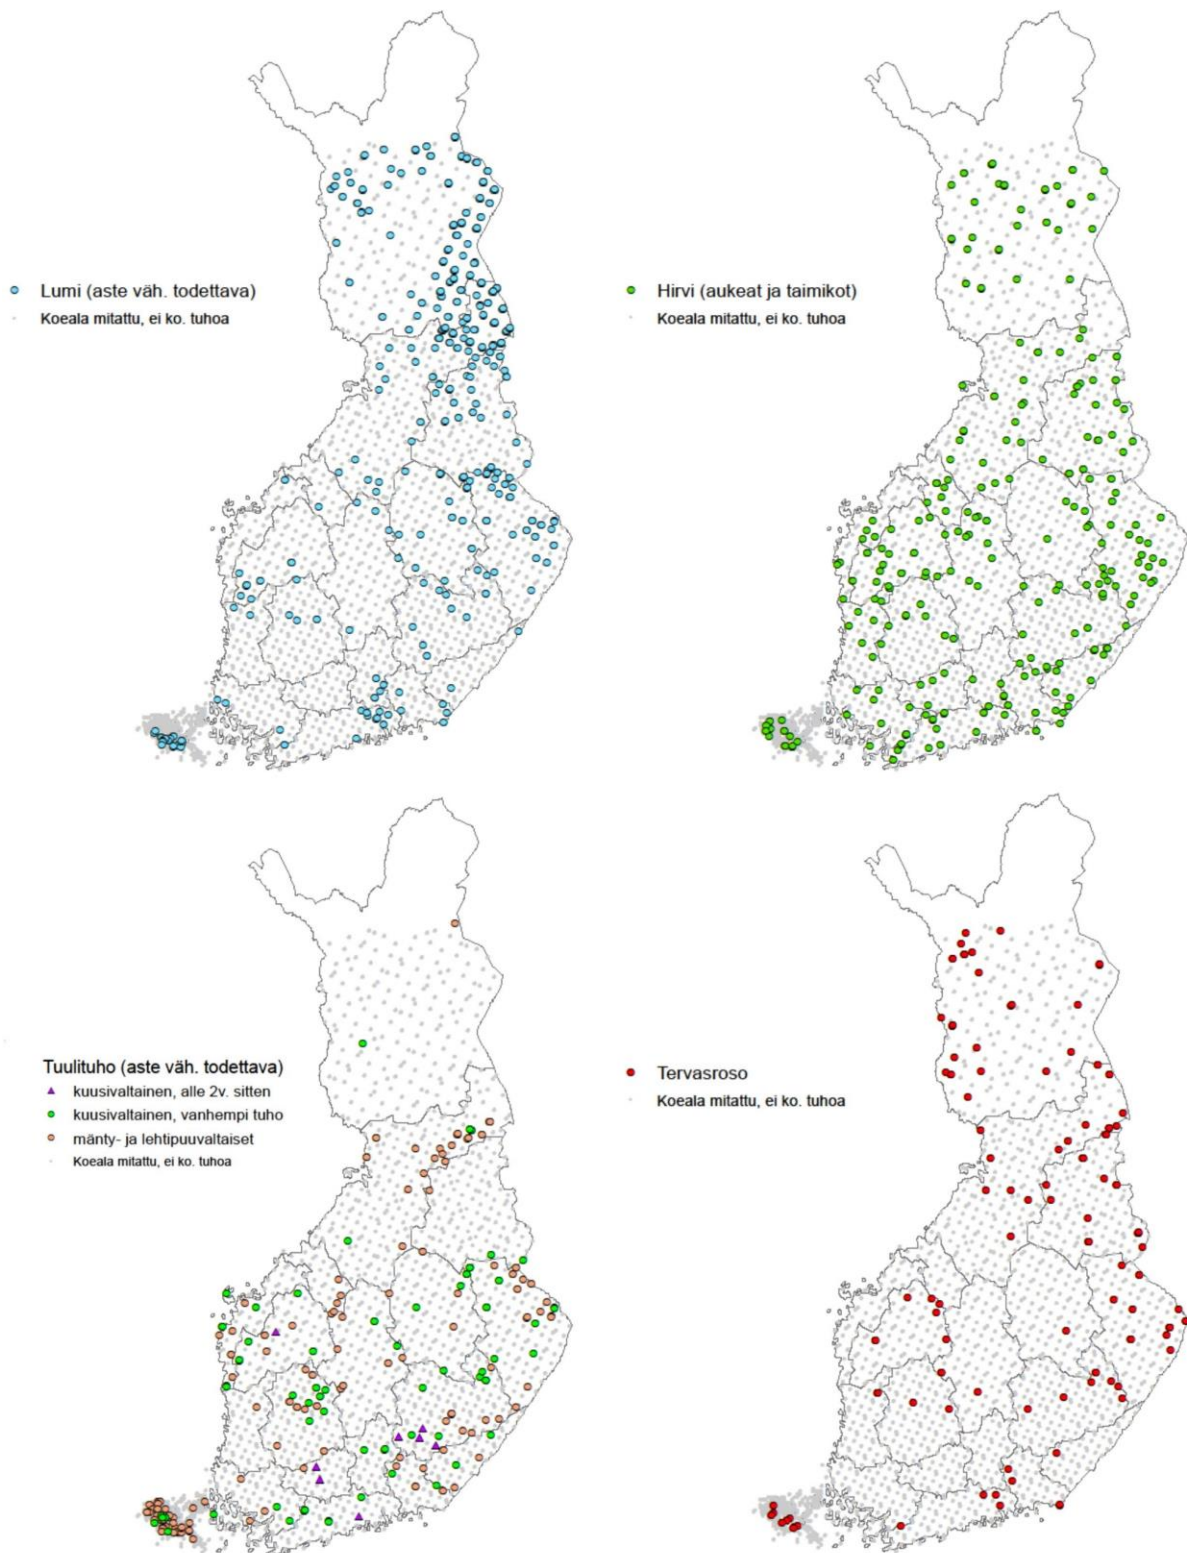 Lumi (aste väh. todettava)
Koeala mitattu, ei ko. tuhoa
Hirvi (aukeat ja taimikot)
Koeala mitattu, ei ko. tuhoa
Tuulituho (aste väh. todettava)
kuusivaltainen, alle 2v. sitten
kuusivaltainen, vanhempi tuho
mänty- ja lehtipuuvaltaiset
Koeala mitattu, ei ko. tuhoa
Tervasroso
Koeala mitattu, ei ko. tuhoa